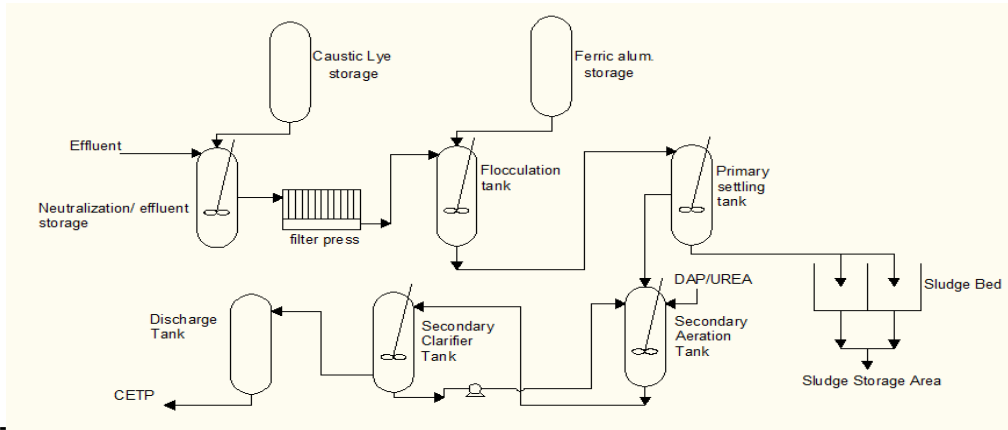 Caustic Lye
storage
Ferric alum.
storage
Effluent
Neutralization/ effluent
storage
filter press
Flocculation
tank
Primary
settling
tank
DAP/UREA
Sludge Bed
Discharge
Tank
Secondary
Clarifier
Tank
Secondary
Aeration
Tank
Sludge Storage Area
CETP